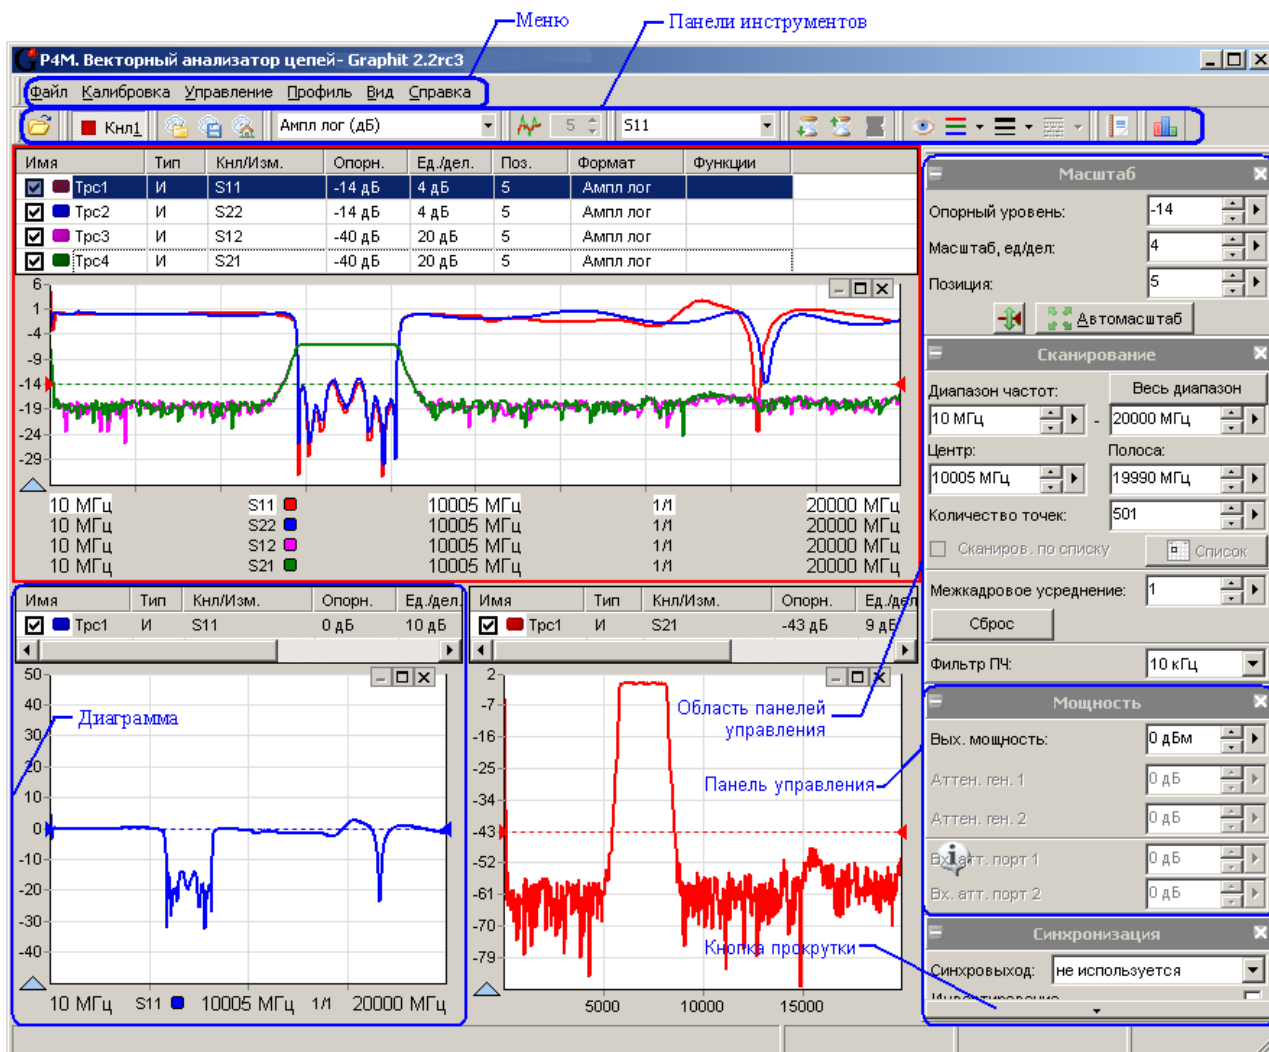 Меню
Панели инструментов
Р4М. Векторный анализатор цепей- Graphit 2.2rc3
Файл Калибровка Управление Профиль Вид Справка
Кнл1 Ампл лог (дБ) 5 S11
Имя Тип Кнл/Изм. Опорн. Ед./дел. Поз. Формат Функции
Трс1 И S11 -14 дБ 4 дБ 5 Ампл лог
Трс2 И S22 -14 дБ 4 дБ 5 Ампл лог
Трс3 И S12 -40 дБ 20 дБ 5 Ампл лог
Трс4 И S21 -40 дБ 20 дБ 5 Ампл лог
6
1
-4
-9
-14
-19
-24
-29
10 МГц S11 10005 МГц 1/1 20000 МГц
10 МГц S22 10005 МГц 1/1 20000 МГц
10 МГц S12 10005 МГц 1/1 20000 МГц
10 МГц S21 10005 МГц 1/1 20000 МГц
Имя Тип Кнл/Изм. Опорн. Ед./дел
Трс1 И S11 0 дБ 10 дБ
50
40
30
20
10
0
-10
-20
-30
-40
Диаграмма
10 МГц S11 10005 МГц 1/1 20000 МГц
Имя Тип Кнл/Изм. Опорн. Ед./де
Трс1 И S21 -43 дБ 9 дБ
2
-7
-16
-25
-34
-43
-52
-61
-70
-79
5000 10000 15000
Область панелей
управления
Панель управления
Кнопка прокрутки
Масштаб
Опорный уровень: -14
Масштаб, ед/дел: 4
Позиция: 5
Автомасштаб
Сканирование
Диапазон частот: Весь диапазон
10 МГц - 20000 МГц
Центр: Полоса:
10005 МГц 19990 МГц
Количество точек: 501
Сканиров. по списку Список
Межкадровое усреднение: 1
Сброс
Фильтр ПЧ: 10 кГц
Мощность
Вых. мощность: 0 дБм
Аттен. ген. 1 0 дБ
Аттен. ген. 2 0 дБ
Вх. атт. порт 1 0 дБ
Вх. атт. порт 2 0 дБ
Синхронизация
Синхровыход: не используется